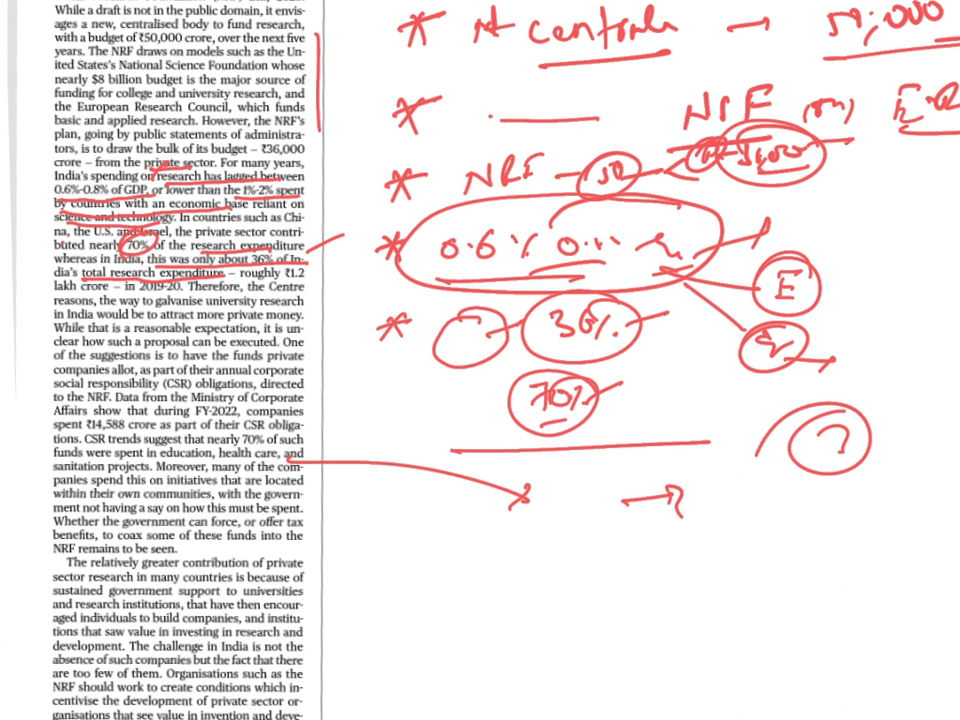 While a draft is not in the public domain, it envis-
ages a new, centralised body to fund research,
with a budget of ₹50,000 crore, over the next five
years. The NRF draws on models such as the Un-
ited States's National Science Foundation whose
nearly $8 billion budget is the major source of
funding for college and university research, and
the European Research Council, which funds
basic and applied research. However, the NRF's
plan, going by public statements of administra-
tors, is to draw the bulk of its budget – ₹36,000
crore – from the private sector. For many years,
India's spending on research has lagged between
0.6%-0.8% of GDP, or lower than the 1%-2% spent
by countries with an economic base reliant on
science and technology. In countries such as Chi-
na, the U.S. and Israel, the private sector contri-
buted nearly 70% of the research expenditure
whereas in India, this was only about 36% of In-
dia's total research expenditure – roughly ₹1.2
lakh crore – in 2019-20. Therefore, the Centre
reasons, the way to galvanise university research
in India would be to attract more private money.
While that is a reasonable expectation, it is un-
clear how such a proposal can be executed. One
of the suggestions is to have the funds private
companies allot, as part of their annual corporate
social responsibility (CSR) obligations, directed
to the NRF. Data from the Ministry of Corporate
Affairs show that during FY-2022, companies
spent ₹14,588 crore as part of their CSR obliga-
tions. CSR trends suggest that nearly 70% of such
funds were spent in education, health care, and
sanitation projects. Moreover, many of the com-
panies spend this on initiatives that are located
within their own communities, with the govern-
ment not having a say on how this must be spent.
Whether the government can force, or offer tax
benefits, to coax some of these funds into the
NRF remains to be seen.
The relatively greater contribution of private
sector research in many countries is because of
sustained government support to universities
and research institutions, that have then encour-
aged individuals to build companies, and institu-
tions that saw value in investing in research and
development. The challenge in India is not the
absence of such companies but the fact that there
are too few of them. Organisations such as the
NRF should work to create conditions which in-
centivise the development of private sector or-
ganisations that see value in invention and deve-
NSF
NRF
0.6%
E
36%
70%
?